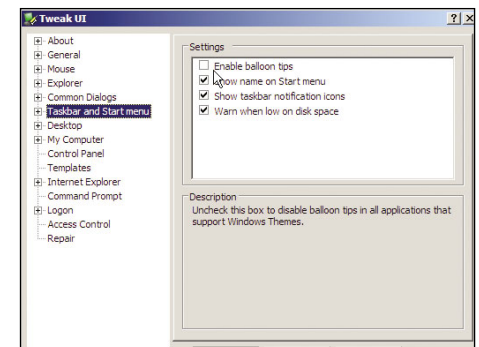 Tweak UI
About
General
Mouse
Explorer
Common Dialogs
Taskbar and Start menu
Desktop
My Computer
Control Panel
Templates
Internet Explorer
Command Prompt
Logon
Access Control
Repair
Settings
Enable balloon tips
Show name on Start menu
Show taskbar notification icons
Warn when low on disk space
Description
Uncheck this box to disable balloon tips in all applications that
support Windows Themes.